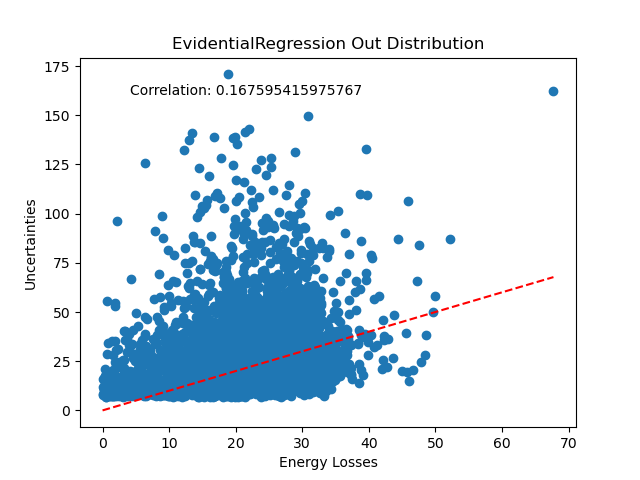 EvidentialRegression Out Distribution
Correlation: 0.167595415975767
Uncertainties
175
150
125
100
75
50
25
0
0 10 20 30 40 50 60 70
Energy Losses